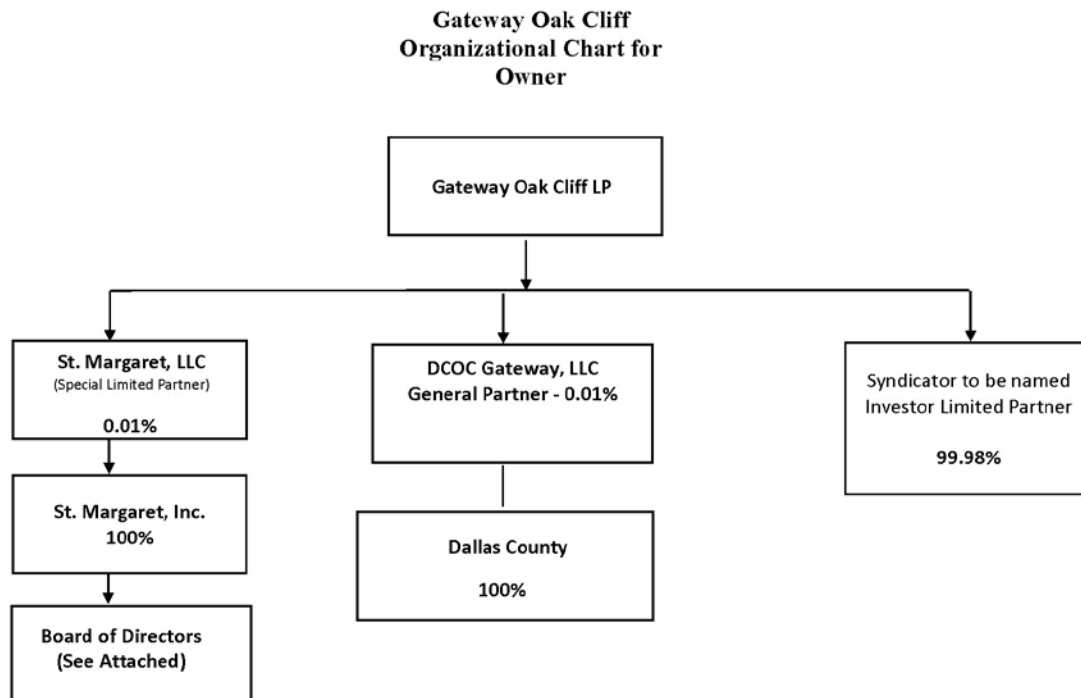 Gateway Oak Cliff
Organizational Chart for
Owner
Gateway Oak Cliff LP
St. Margaret, LLC
(Special Limited Partner)
0.01%
St. Margaret, Inc.
100%
Board of Directors
(See Attached)
DCOC Gateway, LLC
General Partner - 0.01%
Dallas County
100%
Syndicator to be named
Investor Limited Partner
99.98%